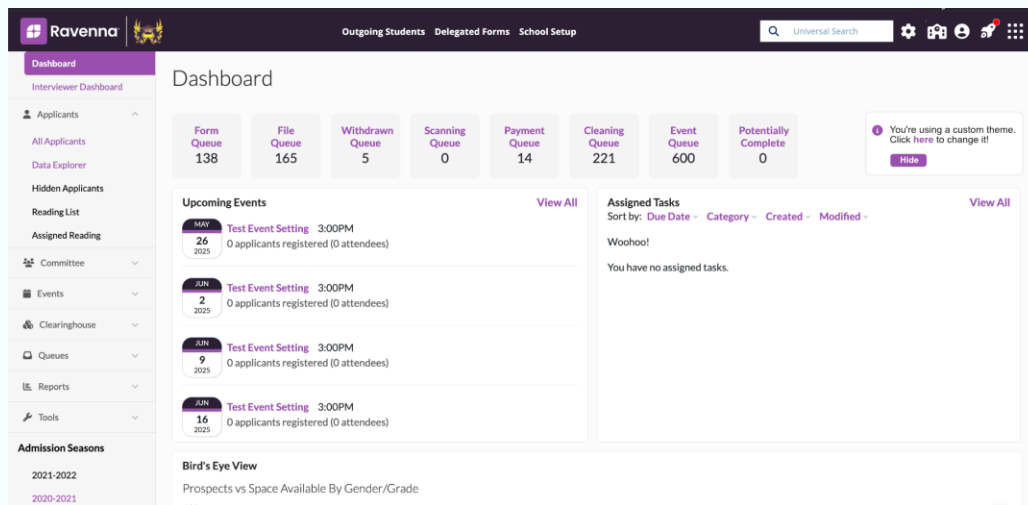 Ravenna
Outgoing Students Delegated Forms School Setup
Universal Search
Dashboard
Interviewer Dashboard
Applicants
All Applicants
Data Explorer
Hidden Applicants
Reading List
Assigned Reading
Committee
Events
Clearinghouse
Queues
Reports
Tools
Admission Seasons
2021-2022
2020-2021
Dashboard
Form
Queue
138
File
Queue
165
Withdrawn
Queue
5
Scanning
Queue
0
Payment
Queue
14
Cleaning
Queue
221
Event
Queue
600
Potentially
Complete
0
You're using a custom theme.
Click here to change it!
Hide
Upcoming Events View All
MAY
26
2025
Test Event Setting 3:00PM
0 applicants registered (0 attendees)
JUN
2
2025
Test Event Setting 3:00PM
0 applicants registered (0 attendees)
JUN
9
2025
Test Event Setting 3:00PM
0 applicants registered (0 attendees)
JUN
16
2025
Test Event Setting 3:00PM
0 applicants registered (0 attendees)
Assigned Tasks View All
Sort by: Due Date Category Created Modified
Woohoo!
You have no assigned tasks.
Bird's Eye View
Prospects vs Space Available By Gender/Grade